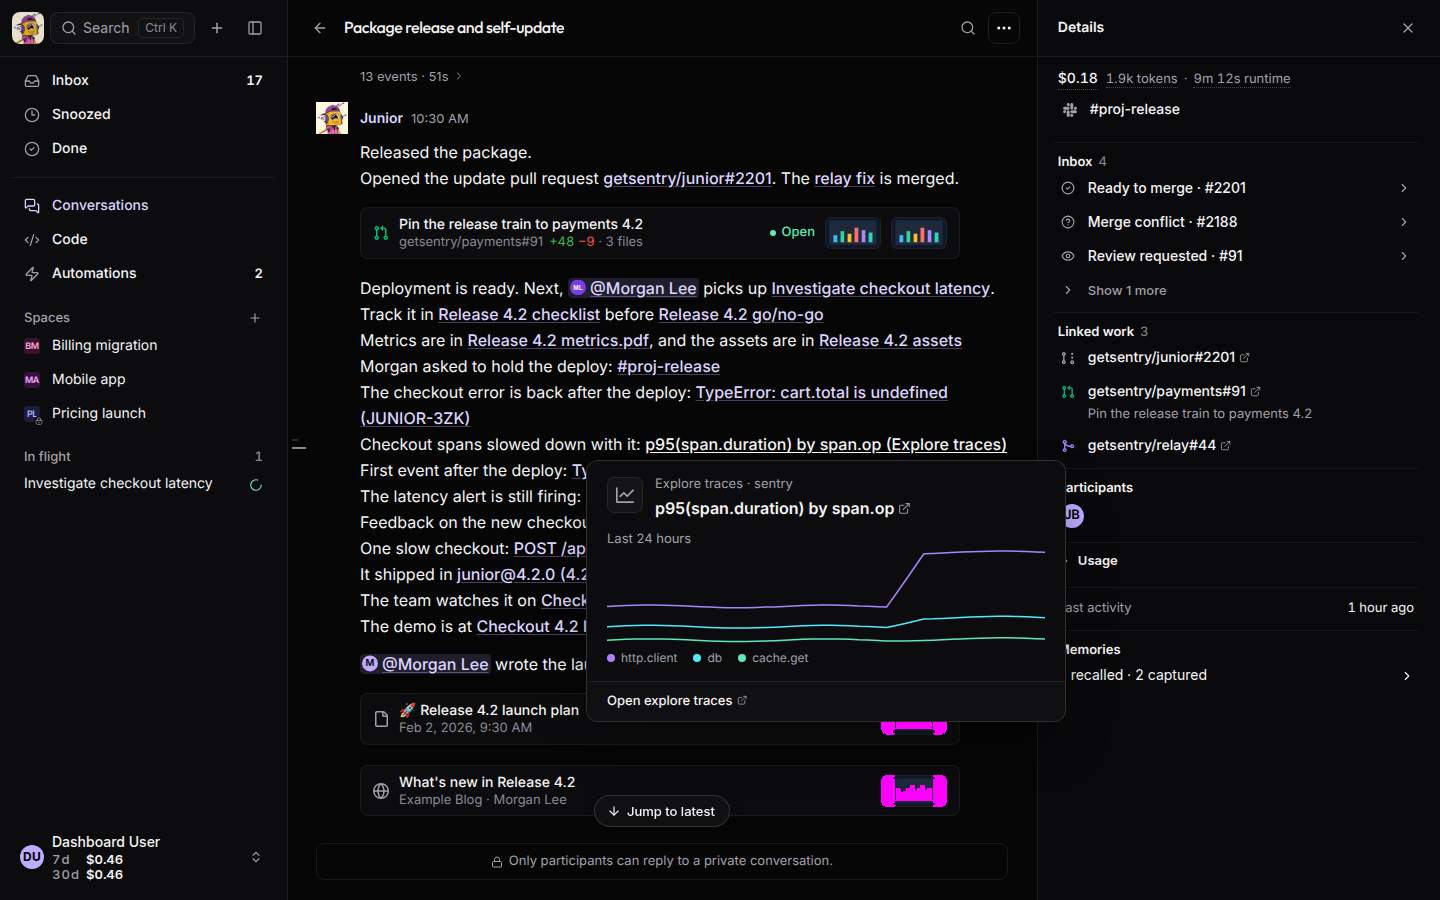 Search Ctrl K
Inbox 17
Snoozed
Done
Conversations
Code
Automations 2
Spaces
BM Billing migration
MA Mobile app
PL Pricing launch
In flight 1
Investigate checkout latency
DU Dashboard User
7d $0.46
30d $0.46
Package release and self-update
13 events · 51s
Junior 10:30 AM
Released the package.
Opened the update pull request getsentry/junior#2201. The relay fix is merged.
Pin the release train to payments 4.2
getsentry/payments#91 +48 −9 · 3 files
Open
Deployment is ready. Next, ML @Morgan Lee picks up Investigate checkout latency.
Track it in Release 4.2 checklist before Release 4.2 go/no-go
Metrics are in Release 4.2 metrics.pdf, and the assets are in Release 4.2 assets
Morgan asked to hold the deploy: #proj-release
The checkout error is back after the deploy: TypeError: cart.total is undefined
(JUNIOR-3ZK)
Checkout spans slowed down with it: p95(span.duration) by span.op (Explore traces)
First event after the deploy: Ty
The latency alert is still firing:
Feedback on the new checkou
One slow checkout: POST /ap
It shipped in junior@4.2.0 (4.2
The team watches it on Check
The demo is at Checkout 4.2 l
M @Morgan Lee wrote the lau
🚀 Release 4.2 launch plan
Feb 2, 2026, 9:30 AM
What's new in Release 4.2
Example Blog · Morgan Lee
Jump to latest
Only participants can reply to a private conversation.
Explore traces · sentry
p95(span.duration) by span.op
Last 24 hours
http.client db cache.get
Open explore traces
Details
$0.18 1.9k tokens · 9m 12s runtime
#proj-release
Inbox 4
Ready to merge · #2201
Merge conflict · #2188
Review requested · #91
Show 1 more
Linked work 3
getsentry/junior#2201
getsentry/payments#91
Pin the release train to payments 4.2
getsentry/relay#44
articipants
JB
Usage
ast activity 1 hour ago
Memories
recalled · 2 captured